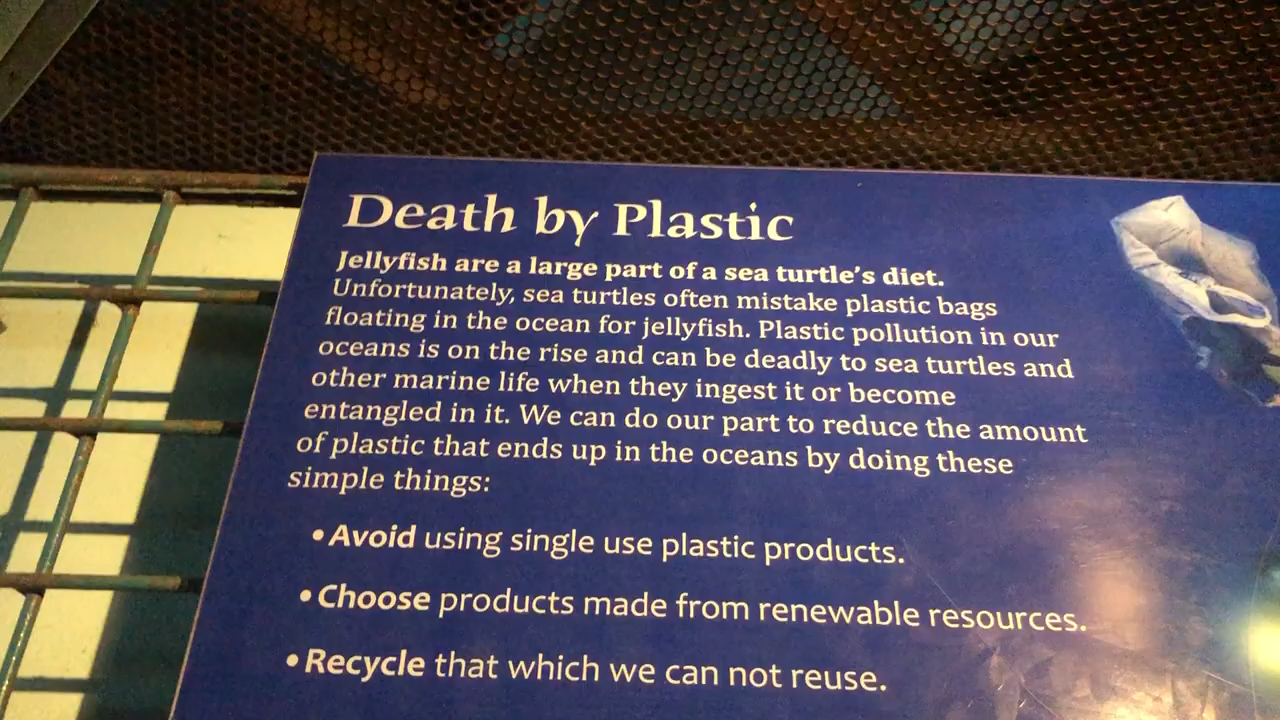 Death by Plastic
Jellyfish are a large part of a sea turtle's diet.
Unfortunately, sea turtles often mistake plastic bags
floating in the ocean for jellyfish. Plastic pollution in our
oceans is on the rise and can be deadly to sea turtles and
other marine life when they ingest it or become
entangled in it. We can do our part to reduce the amount
of plastic that ends up in the oceans by doing these
simple things:
• Avoid using single use plastic products.
• Choose products made from renewable resources.
• Recycle that which we can not reuse.